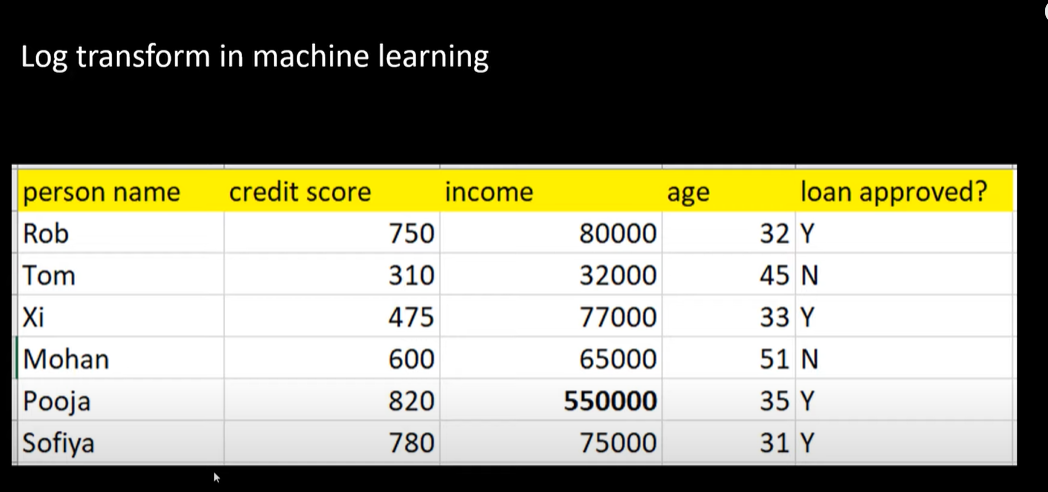 Log transform in machine learning
person name credit score income age loan approved?
Rob 750 80000 32 Y
Tom 310 32000 45 N
Xi 475 77000 33 Y
Mohan 600 65000 51 N
Pooja 820 550000 35 Y
Sofiya 780 75000 31 Y